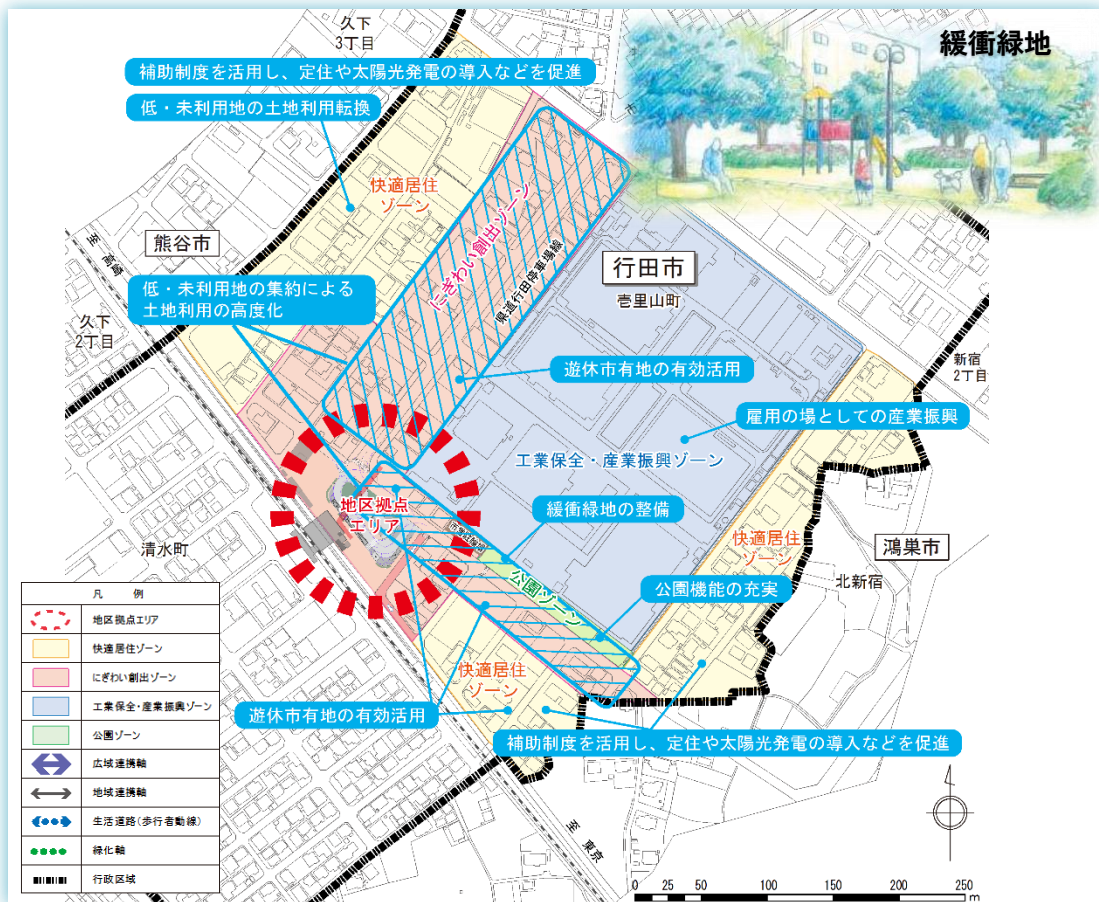 緩衝緑地
久下
3丁目
補助制度を活用し、定住や太陽光発電の導入などを促進
低・未利用地の土地利用転換
快適居住
ゾーン
にぎわい創出ゾーン
県道行田停車場線
至 高崎
熊谷市
行田市
壱里山町
低・未利用地の集約による
土地利用の高度化
久下
2丁目
新宿
2丁目
遊休市有地の有効活用
雇用の場としての産業振興
工業保全・産業振興ゾーン
地区拠点
エリア
緩衝緑地の整備
清水町
快適居住
ゾーン
鴻巣市
北新宿
公園ゾーン
公園機能の充実
快適居住
ゾーン
遊休市有地の有効活用
補助制度を活用し、定住や太陽光発電の導入などを促進
至 東京
凡 例
地区拠点エリア
快適居住ゾーン
にぎわい創出ゾーン
工業保全・産業振興ゾーン
公園ゾーン
広域連携軸
地域連携軸
生活道路(歩行者動線)
緑化軸
行政区域
0 25 50 100 150 200 250
m